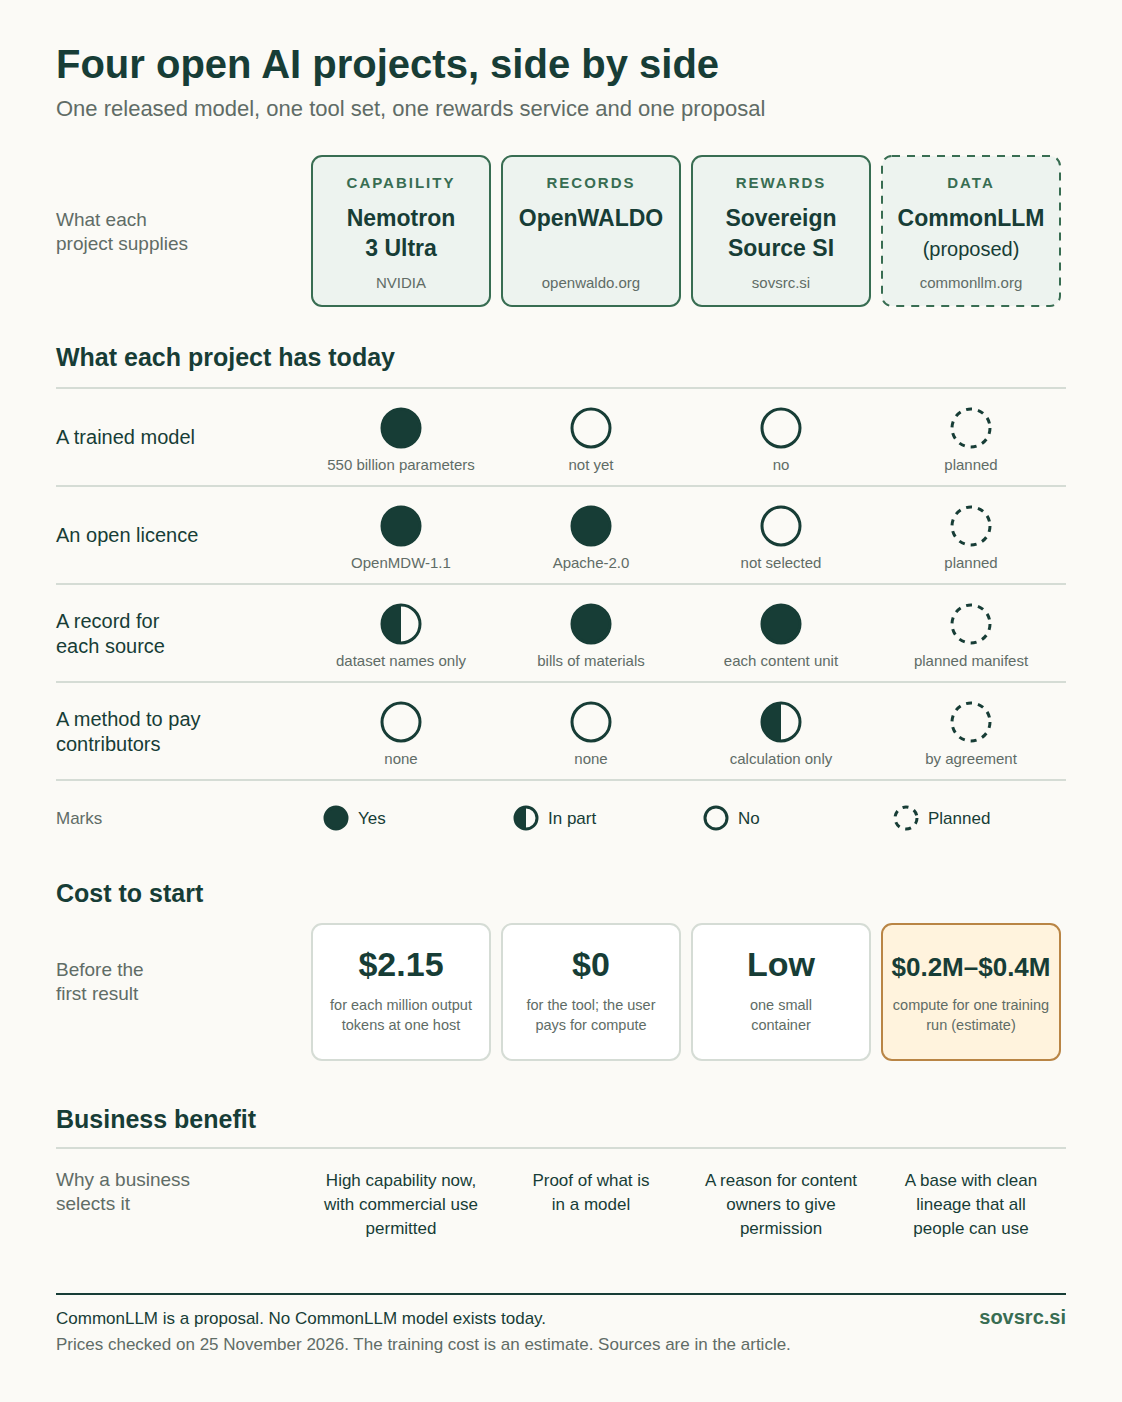 Four open AI projects, side by side
One released model, one tool set, one rewards service and one proposal
What each
project supplies
CAPABILITY
Nemotron
3 Ultra
NVIDIA
RECORDS
OpenWALDO
openwaldo.org
REWARDS
Sovereign
Source SI
sovsrc.si
DATA
CommonLLM
(proposed)
commonllm.org
What each project has today
A trained model
550 billion parameters
not yet
no
planned
An open licence
OpenMDW-1.1
Apache-2.0
not selected
planned
A record for
each source
dataset names only
bills of materials
each content unit
planned manifest
A method to pay
contributors
none
none
calculation only
by agreement
Marks
Yes
In part
No
Planned
Cost to start
Before the
first result
$2.15
for each million output
tokens at one host
$0
for the tool; the user
pays for compute
Low
one small
container
$0.2M–$0.4M
compute for one training
run (estimate)
Business benefit
Why a business
selects it
High capability now,
with commercial use
permitted
Proof of what is
in a model
A reason for content
owners to give
permission
A base with clean
lineage that all
people can use
CommonLLM is a proposal. No CommonLLM model exists today.
sovsrc.si
Prices checked on 25 November 2026. The training cost is an estimate. Sources are in the article.